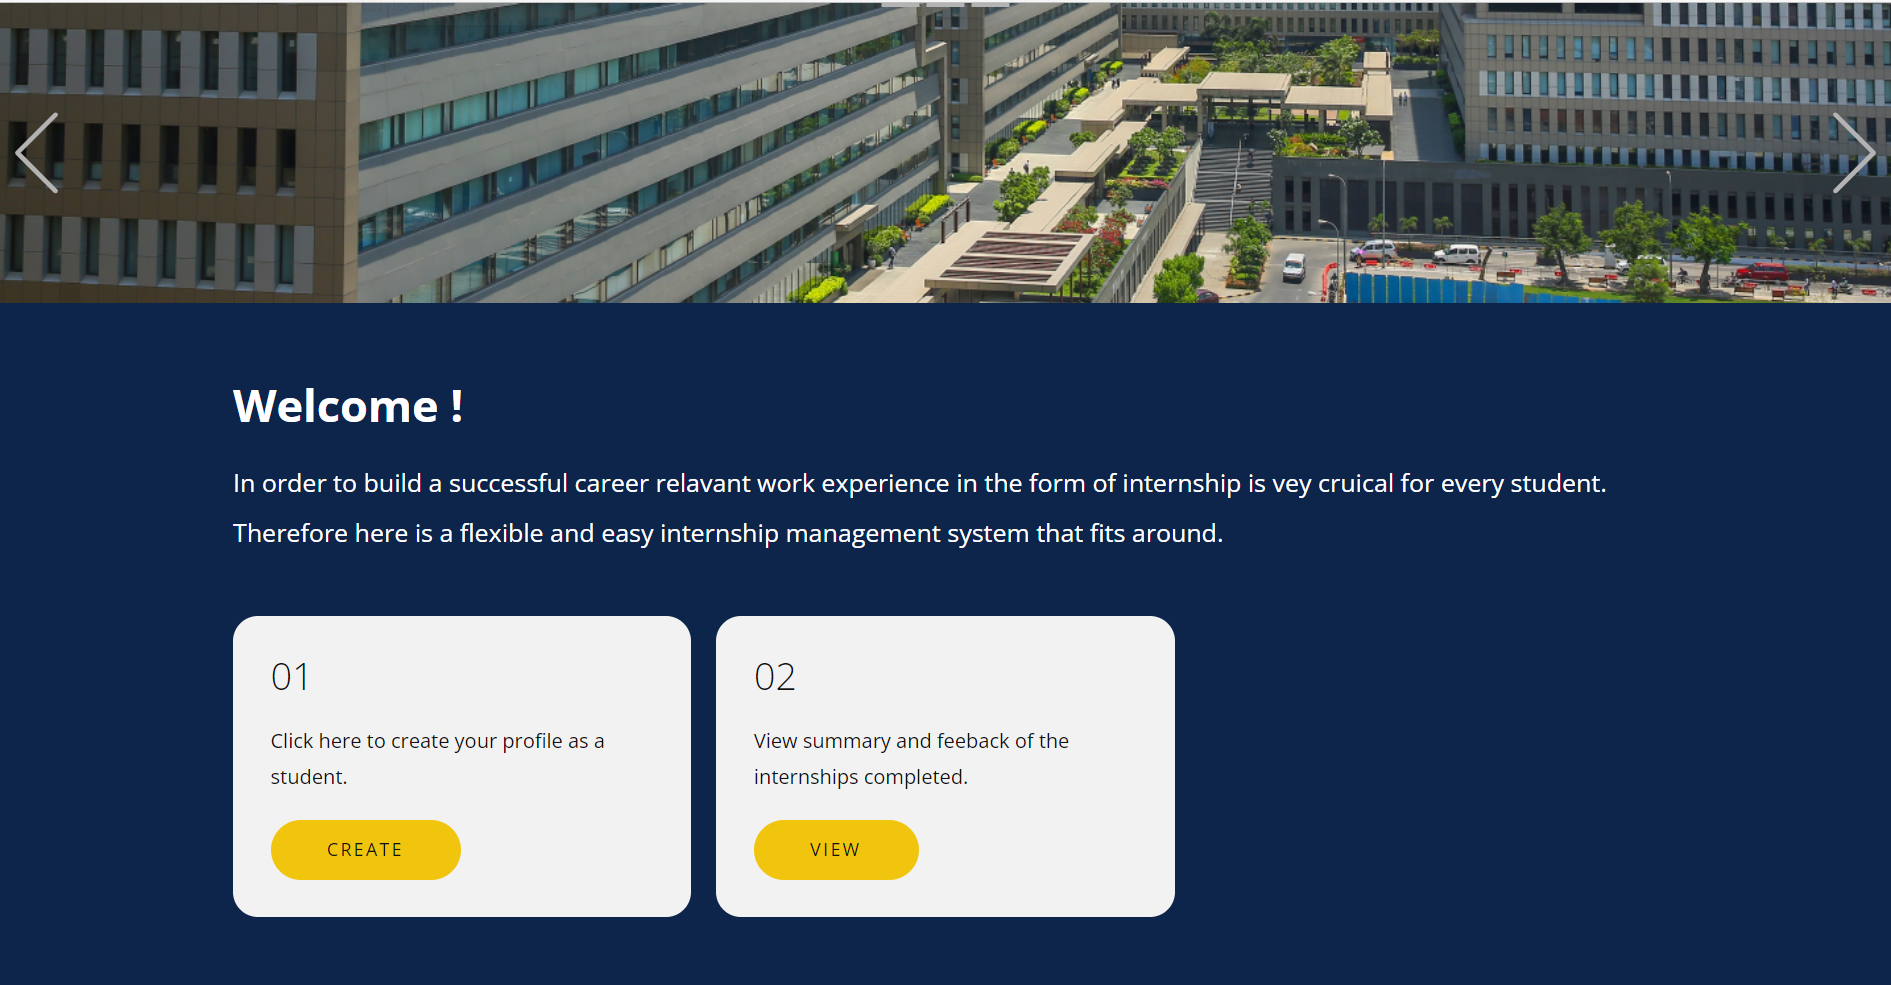 Welcome !
In order to build a successful career relavant work experience in the form of internship is vey cruical for every student.
Therefore here is a flexible and easy internship management system that fits around.
01
Click here to create your profile as a
student.
CREATE
02
View summary and feeback of the
internships completed.
VIEW